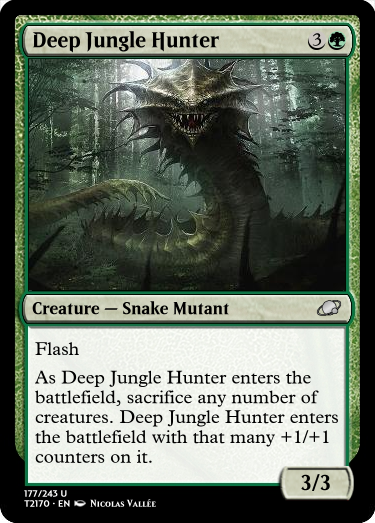 Deep Jungle Hunter 3
Creature — Snake Mutant
Flash
As Deep Jungle Hunter enters the
battlefield, sacrifice any number of
creatures. Deep Jungle Hunter enters
the battlefield with that many +1/+1
counters on it.
3/3
177/243 U
T2170 • EN Nicolas Vallée